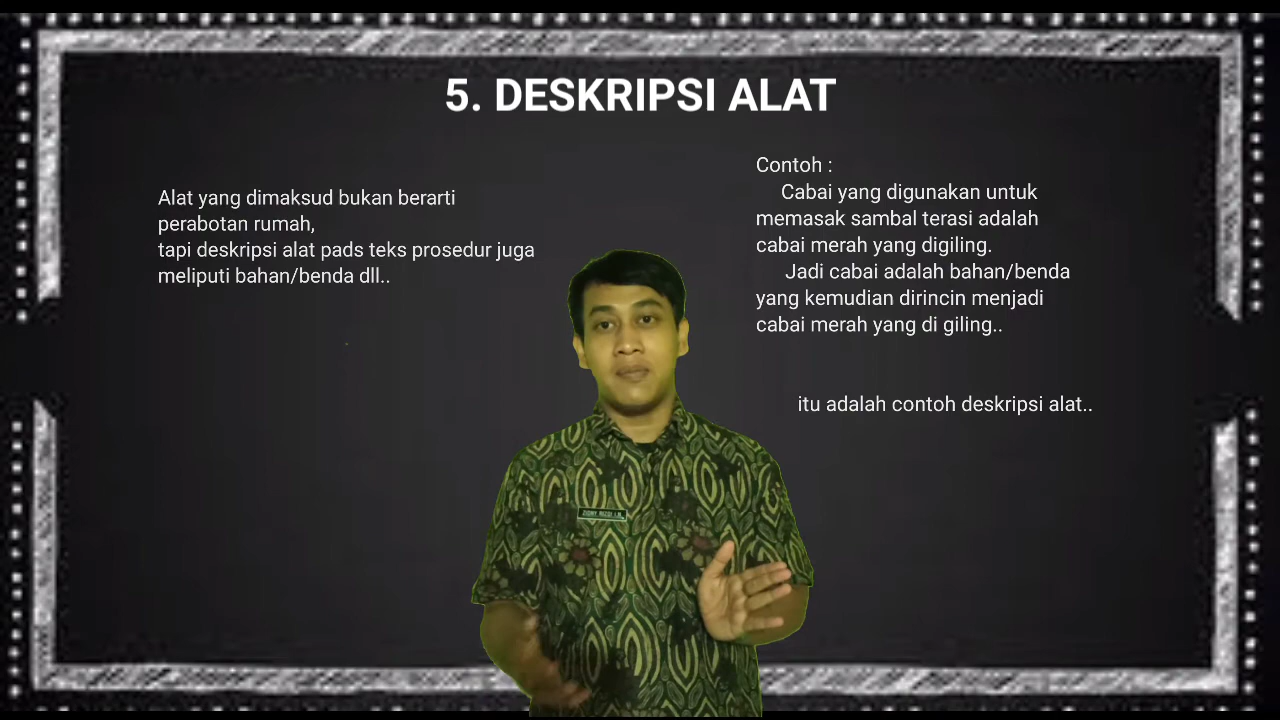 5. DESKRIPSI ALAT
Alat yang dimaksud bukan berarti
perabotan rumah,
tapi deskripsi alat pads teks prosedur juga
meliputi bahan/benda dll..
Contoh :
Cabai yang digunakan untuk
memasak sambal terasi adalah
cabai merah yang digiling.
Jadi cabai adalah bahan/benda
yang kemudian dirincin menjadi
cabai merah yang di giling..
itu adalah contoh deskripsi alat..